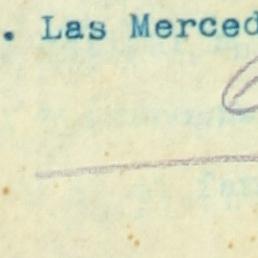 . Las Merced